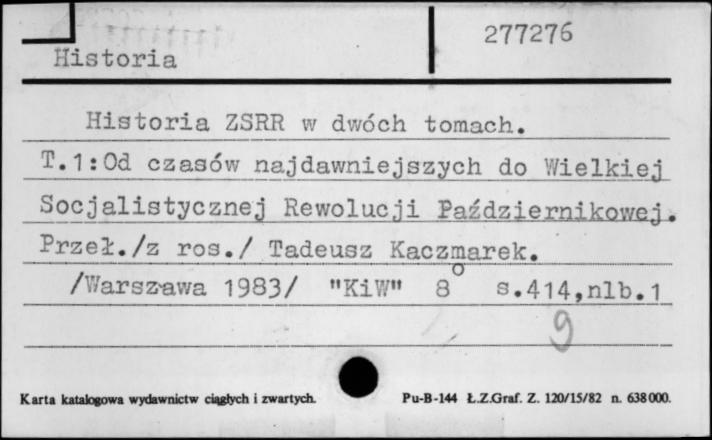 277276
Historia
Historia ZSRR w dwóch tomach.
T.1:Od czasów najdawniejszych do Wielkiej
Socjalistycznej Rewolucji Październikowej.
Przeł./z ros./ Tadeusz Kaczmarek.
/Warszawa 1983/ "KiW" 8° s.414,nlb.1
9
Karta katalogowa wydawnictw ciągłych i zwartych. Pu-B-144 Ł.Z.Graf. Z. 120/15/82 n. 638000.